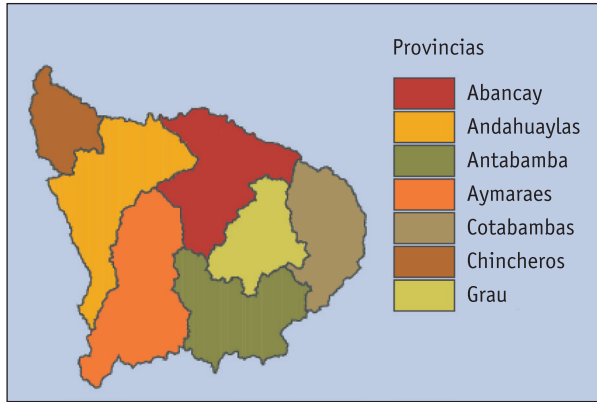 Provincias
Abancay
Andahuaylas
Antabamba
Aymaraes
Cotabambas
Chincheros
Grau